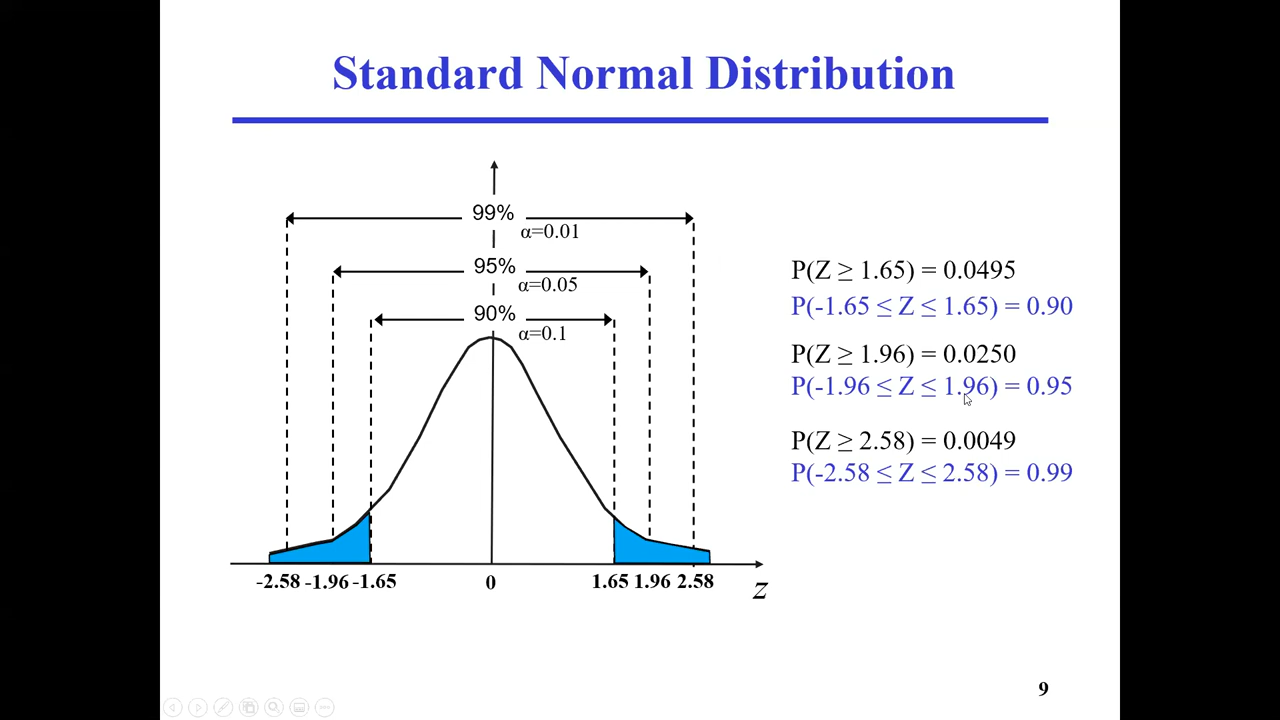 Standard Normal Distribution
99%
α=0.01
95%
α=0.05
90%
α=0.1
-2.58 -1.96 -1.65 0 1.65 1.96 2.58
z
P(Z ≥ 1.65) = 0.0495
P(-1.65 ≤ Z ≤ 1.65) = 0.90
P(Z ≥ 1.96) = 0.0250
P(-1.96 ≤ Z ≤ 1.96) = 0.95
P(Z ≥ 2.58) = 0.0049
P(-2.58 ≤ Z ≤ 2.58) = 0.99
9